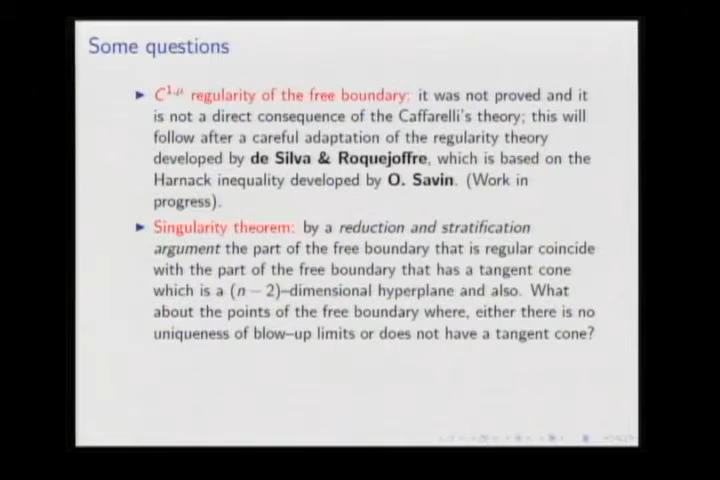 Some questions
► C^{1,μ} regularity of the free boundary; it was not proved and it
is not a direct consequence of the Caffarelli's theory; this will
follow after a careful adaptation of the regularity theory
developed by de Silva & Roquejoffre, which is based on the
Harnack inequality developed by O. Savin. (Work in
progress).
► Singularity theorem: by a reduction and stratification
argument the part of the free boundary that is regular coincide
with the part of the free boundary that has a tangent cone
which is a (n − 2)–dimensional hyperplane and also. What
about the points of the free boundary where, either there is no
uniqueness of blow–up limits or does not have a tangent cone?